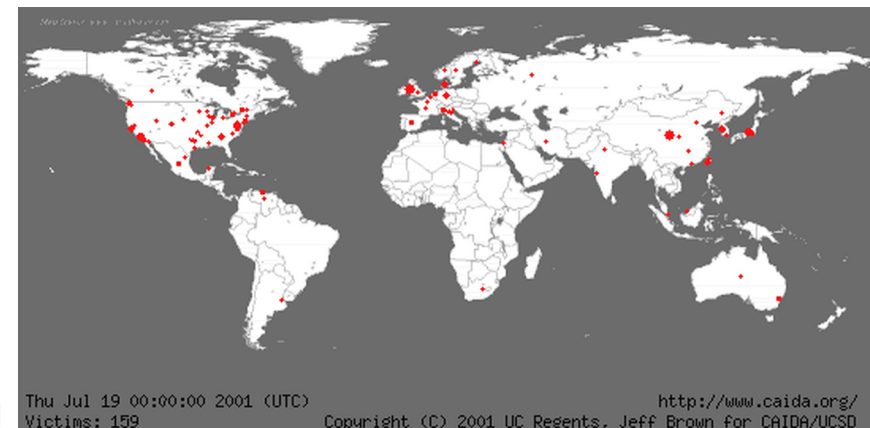 Thu Jul 19 00:00:00 2001 (UTC)
http://www.caida.org/
Victims: 159
Copyright (C) 2001 UC Regents, Jeff Brown for CAIDA/UCSD